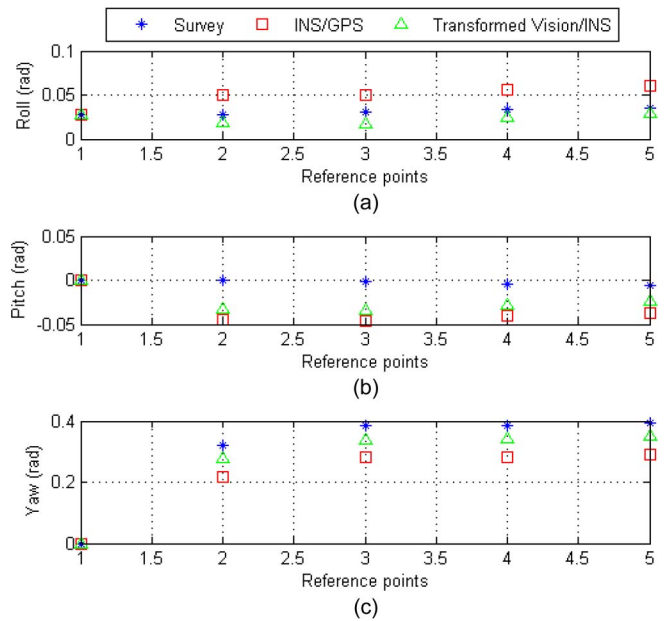 Survey INS/GPS Transformed Vision/INS
0.1
0.05
0
Roll (rad)
1 1.5 2 2.5 3 3.5 4 4.5 5
Reference points
(a)
0.05
0
-0.05
Pitch (rad)
1 1.5 2 2.5 3 3.5 4 4.5 5
Reference points
(b)
0.4
0.2
0
Yaw (rad)
1 1.5 2 2.5 3 3.5 4 4.5 5
Reference points
(c)